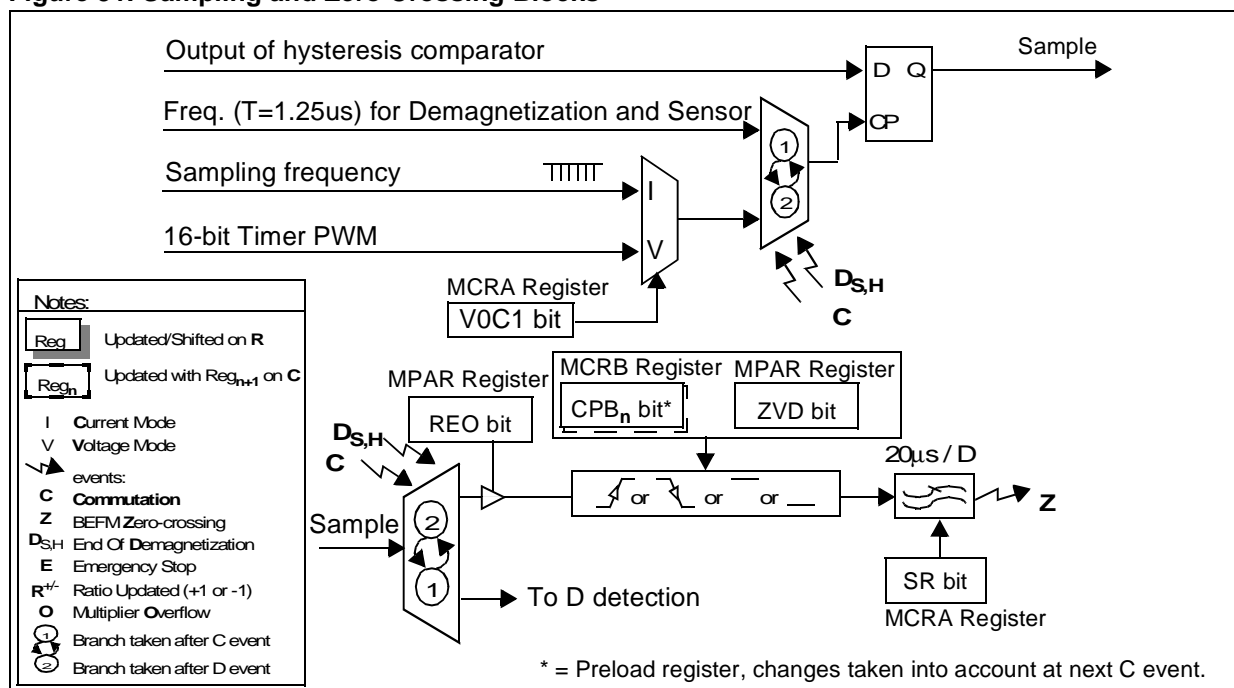 Figure 34. Sampling and Zero-Crossing Blocks
Output of hysteresis comparator
D Q
CP
Sample
Freq. (T=1.25us) for Demagnetization and Sensor
1
2
Sampling frequency
I
16-bit Timer PWM
V
DS,H
C
MCRA Register
V0C1 bit
Notes:
Reg Updated/Shifted on R
Regn Updated with Regn+1 on C
I Current Mode
V Voltage Mode
events:
C Commutation
Z BEFM Zero-crossing
DS,H End Of Demagnetization
E Emergency Stop
R+/- Ratio Updated (+1 or -1)
O Multiplier Overflow
1 Branch taken after C event
2 Branch taken after D event
MPAR Register
REO bit
MCRB Register
CPBn bit*
MPAR Register
ZVD bit
DS,H
C
Sample
2
1
or or or
20µs / D
Z
SR bit
MCRA Register
To D detection
* = Preload register, changes taken into account at next C event.